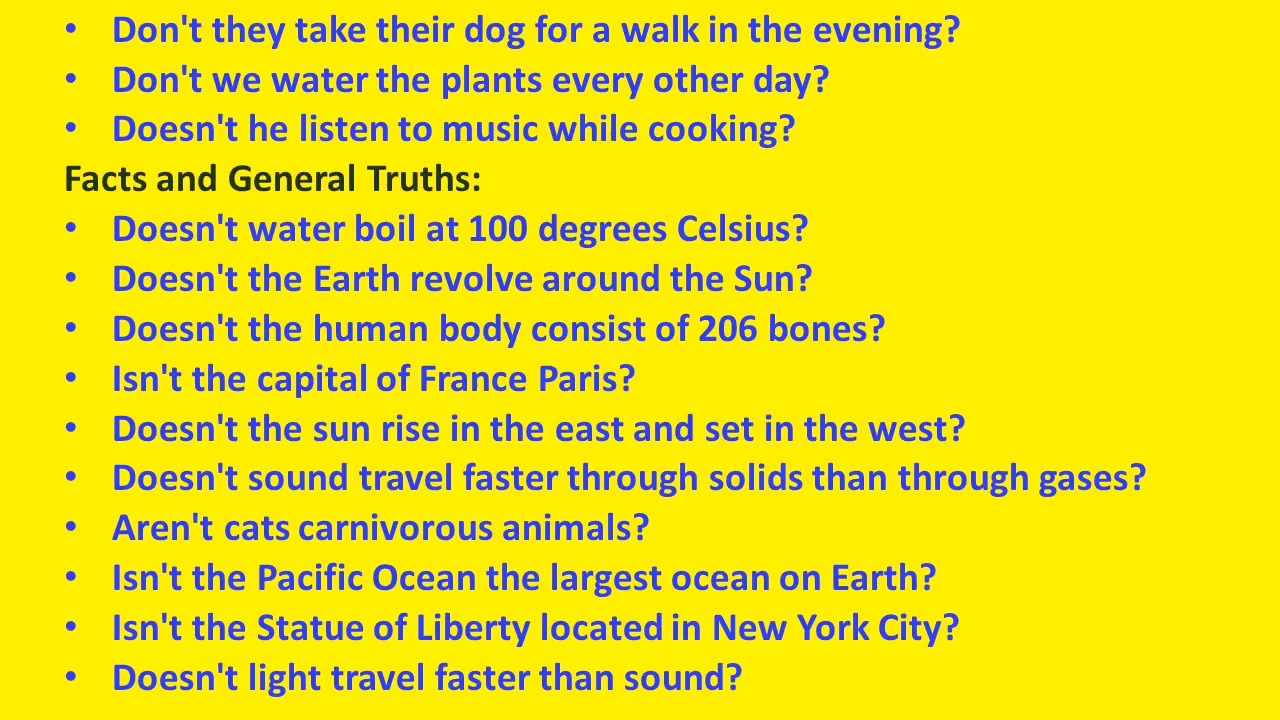 • Don't they take their dog for a walk in the evening?
• Don't we water the plants every other day?
• Doesn't he listen to music while cooking?
Facts and General Truths:
• Doesn't water boil at 100 degrees Celsius?
• Doesn't the Earth revolve around the Sun?
• Doesn't the human body consist of 206 bones?
• Isn't the capital of France Paris?
• Doesn't the sun rise in the east and set in the west?
• Doesn't sound travel faster through solids than through gases?
• Aren't cats carnivorous animals?
• Isn't the Pacific Ocean the largest ocean on Earth?
• Isn't the Statue of Liberty located in New York City?
• Doesn't light travel faster than sound?